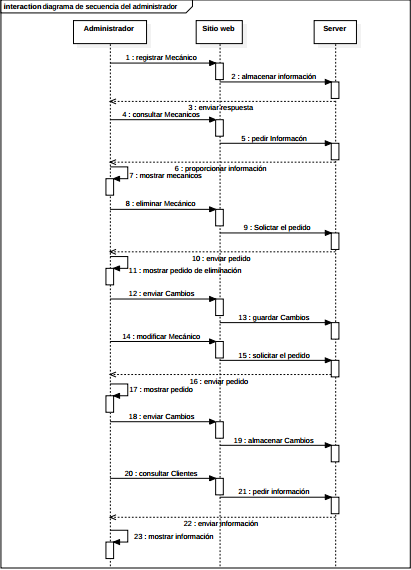 interaction diagrama de secuencia del administrador
Administrador
Sitio web
Server
1 : registrar Mecánico
2 : almacenar información
3 : enviar respuesta
4 : consultar Mecanicos
5 : pedir Informacón
6 : proporcionar información
7 : mostrar mecanicos
8 : eliminar Mecánico
9 : Solictar el pedido
10 : enviar pedido
11 : mostrar pedido de eliminación
12 : enviar Cambios
13 : guardar Cambios
14 : modificar Mecánico
15 : solicitar el pedido
16 : enviar pedido
17 : mostrar pedido
18 : enviar Cambios
19 : almacenar Cambios
20 : consultar Clientes
21 : pedir información
22 : enviar información
23 : mostrar información